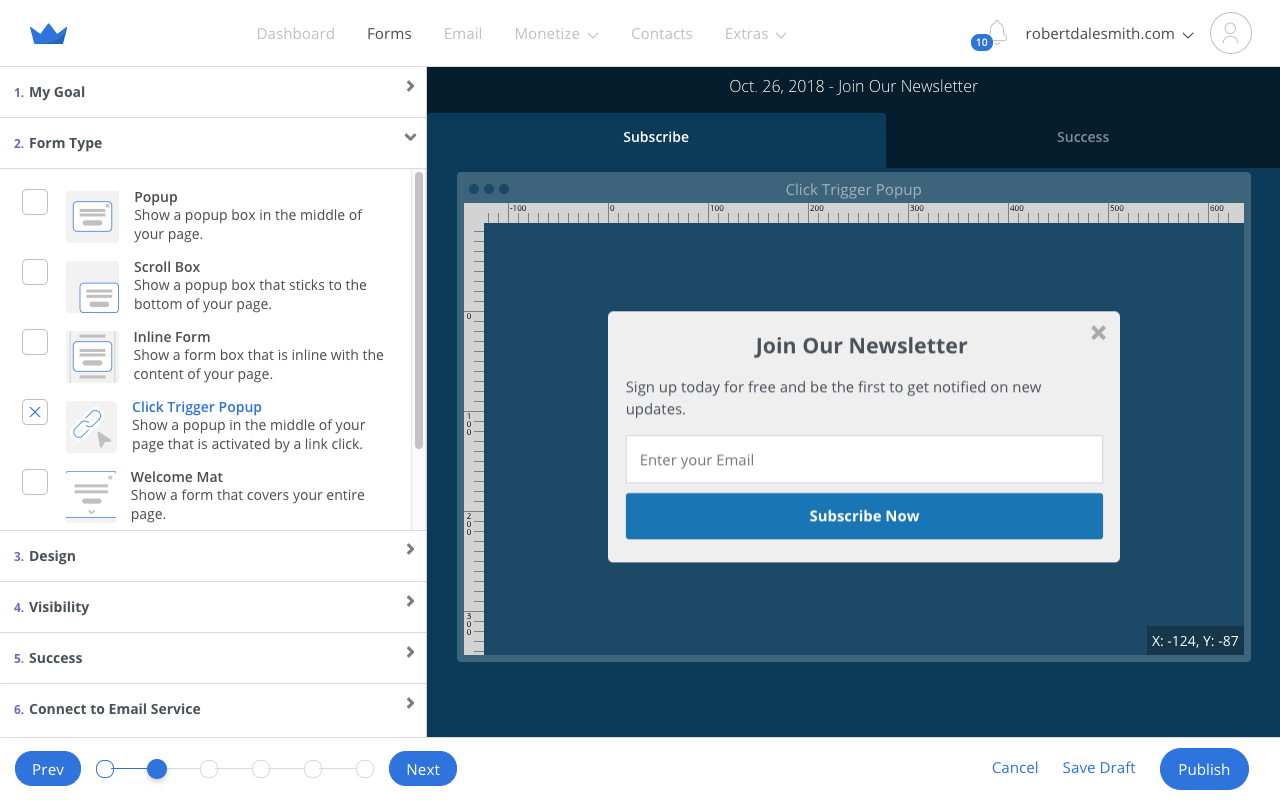 Dashboard Forms Email Monetize Contacts Extras 10 robertdalesmith.com
1. My Goal
2. Form Type
Popup
Show a popup box in the middle of
your page.
Scroll Box
Show a popup box that sticks to the
bottom of your page.
Inline Form
Show a form box that is inline with the
content of your page.
Click Trigger Popup
Show a popup in the middle of your
page that is activated by a link click.
Welcome Mat
Show a form that covers your entire
page.
3. Design
4. Visibility
5. Success
6. Connect to Email Service
Oct. 26, 2018 - Join Our Newsletter
Subscribe Success
Click Trigger Popup
-100 0 100 200 300 400 500 600
0
100
200
300
Join Our Newsletter
Sign up today for free and be the first to get notified on new
updates.
Enter your Email
Subscribe Now
X: -124, Y: -87
Prev Next Cancel Save Draft Publish